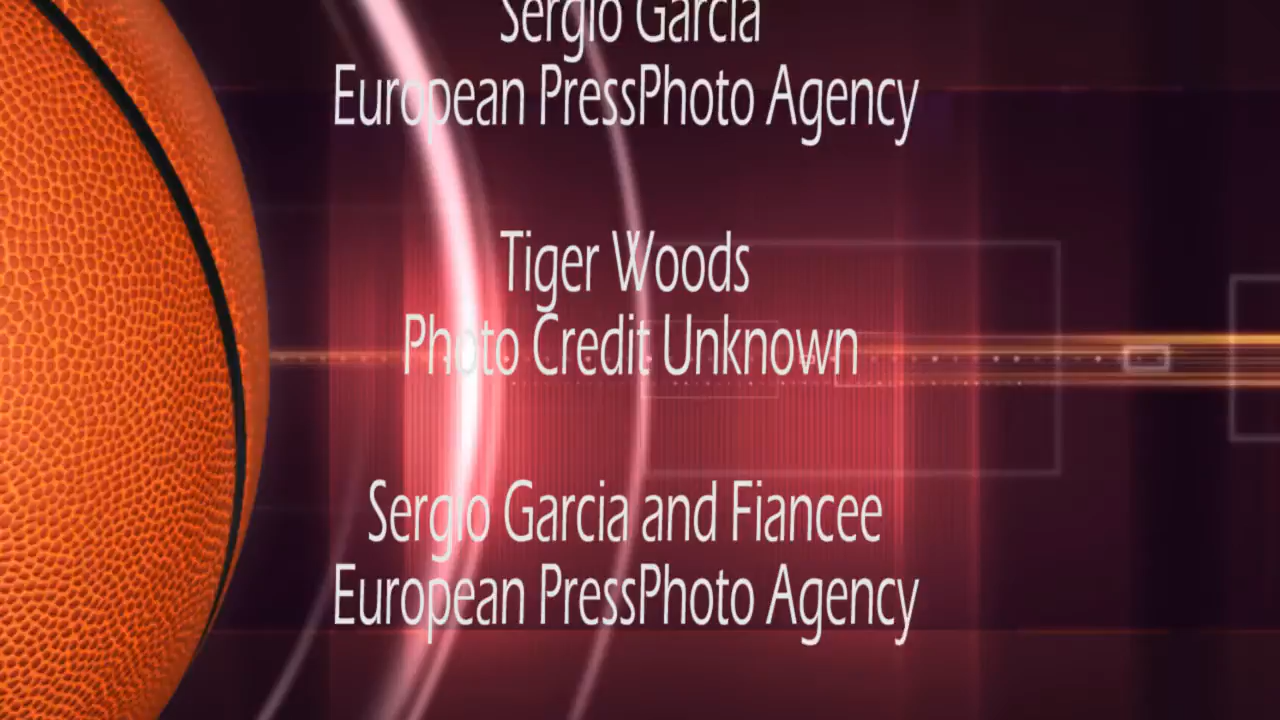 Sergio Garcia
European PressPhoto Agency
Tiger Woods
Photo Credit Unknown
Sergio Garcia and Fiancee
European PressPhoto Agency